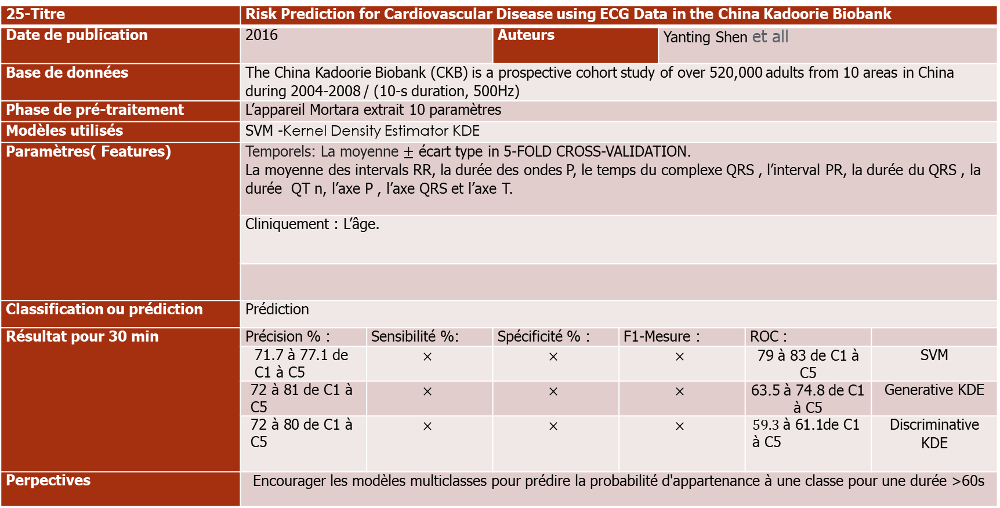 25-Titre Risk Prediction for Cardiovascular Disease using ECG Data in the China Kadoorie Biobank
Date de publication 2016 Auteurs Yanting Shen et all
Base de données The China Kadoorie Biobank (CKB) is a prospective cohort study of over 520,000 adults from 10 areas in China
during 2004-2008 / (10-s duration, 500Hz)
Phase de pré-traitement L’appareil Mortara extrait 10 paramètres
Modèles utilisés SVM -Kernel Density Estimator KDE
Paramètres( Features) Temporels: La moyenne ± écart type in 5-FOLD CROSS-VALIDATION.
La moyenne des intervals RR, la durée des ondes P, le temps du complexe QRS , l’interval PR, la durée du QRS , la
durée QT n, l’axe P , l’axe QRS et l’axe T.
Cliniquement : L’âge.
Classification ou prédiction Prédiction
Résultat pour 30 min Précision % : Sensibilité %: Spécificité % : F1-Mesure : ROC :
71.7 à 77.1 de × × × 79 à 83 de C1 à SVM
C1 à C5 C5
72 à 81 de C1 à × × × 63.5 à 74.8 de C1 Generative KDE
C5 à C5
72 à 80 de C1 à × × × 59.3 à 61.1de C1 Discriminative
C5 à C5 KDE
Perpectives Encourager les modèles multiclasses pour prédire la probabilité d'appartenance à une classe pour une durée >60s